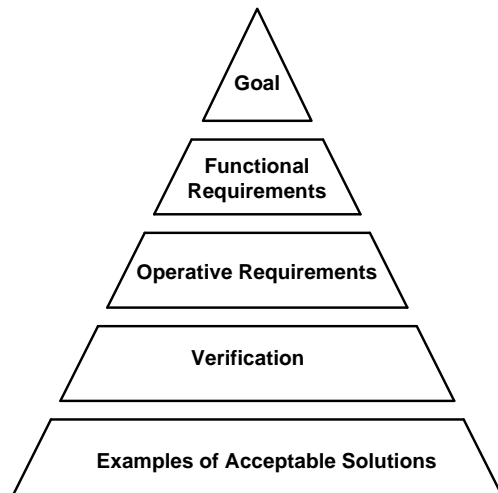 Goal
Functional
Requirements
Operative Requirements
Verification
Examples of Acceptable Solutions